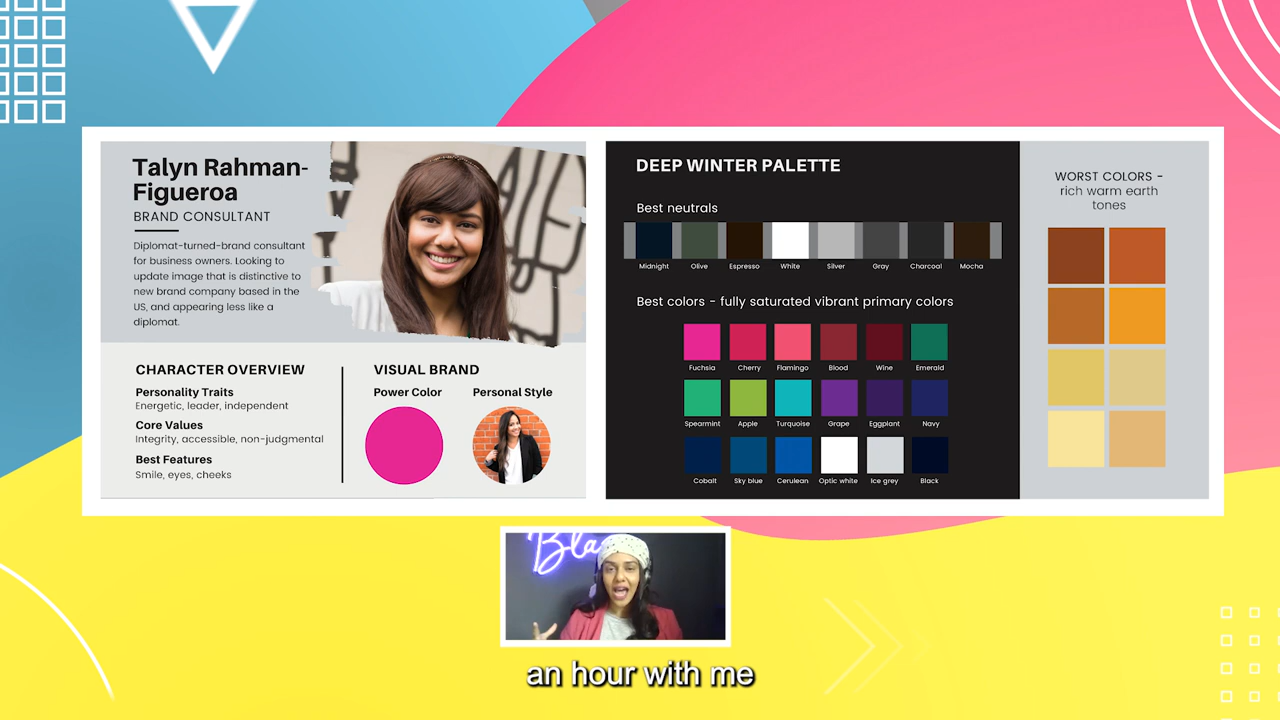 Talyn Rahman-
Figueroa
BRAND CONSULTANT
Diplomat-turned-brand consultant
for business owners. Looking to
update image that is distinctive to
new brand company based in the
US, and appearing less like a
diplomat.
CHARACTER OVERVIEW
Personality Traits
Energetic, leader, independent
Core Values
Integrity, accessible, non-judgmental
Best Features
Smile, eyes, cheeks
VISUAL BRAND
Power Color
Personal Style
DEEP WINTER PALETTE
Best neutrals
Midnight Olive Espresso White Silver Gray Charcoal Mocha
Best colors - fully saturated vibrant primary colors
Fuchsia Cherry Flamingo Blood Wine Emerald
Spearmint Apple Turquoise Grape Eggplant Navy
Cobalt Sky blue Cerulean Optic white Ice grey Black
WORST COLORS -
rich warm earth
tones
an hour with me